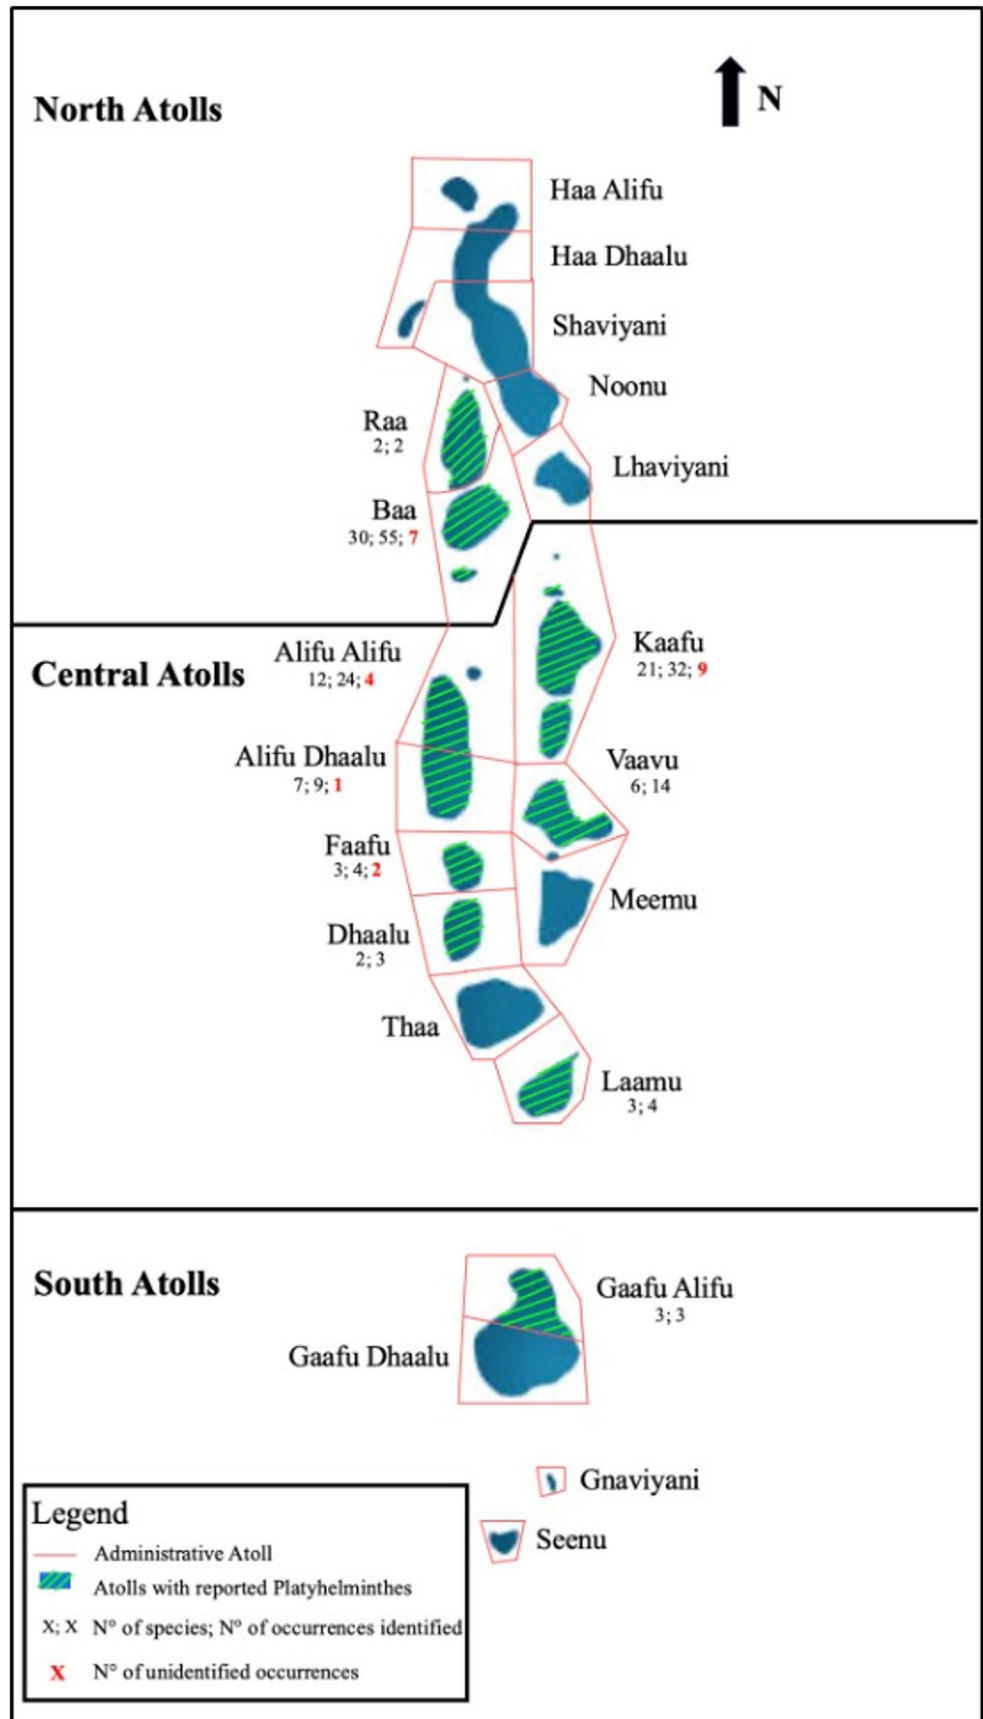 North Atolls
N
Haa Alifu
Haa Dhaalu
Shaviyani
Noonu
Raa
2; 2
Lhaviyani
Baa
30; 55; 7
Alifu Alifu
12; 24; 4
Kaafu
21; 32; 9
Central Atolls
Alifu Dhaalu
7; 9; 1
Vaavu
6; 14
Faafu
3; 4; 2
Meemu
Dhaalu
2; 3
Thaa
Laamu
3; 4
South Atolls
Gaafu Alifu
3; 3
Gaafu Dhaalu
Gnaviyani
Seenu
Legend
Administrative Atoll
Atolls with reported Platyhelminthes
X; X N° of species; N° of occurrences identified
X N° of unidentified occurrences